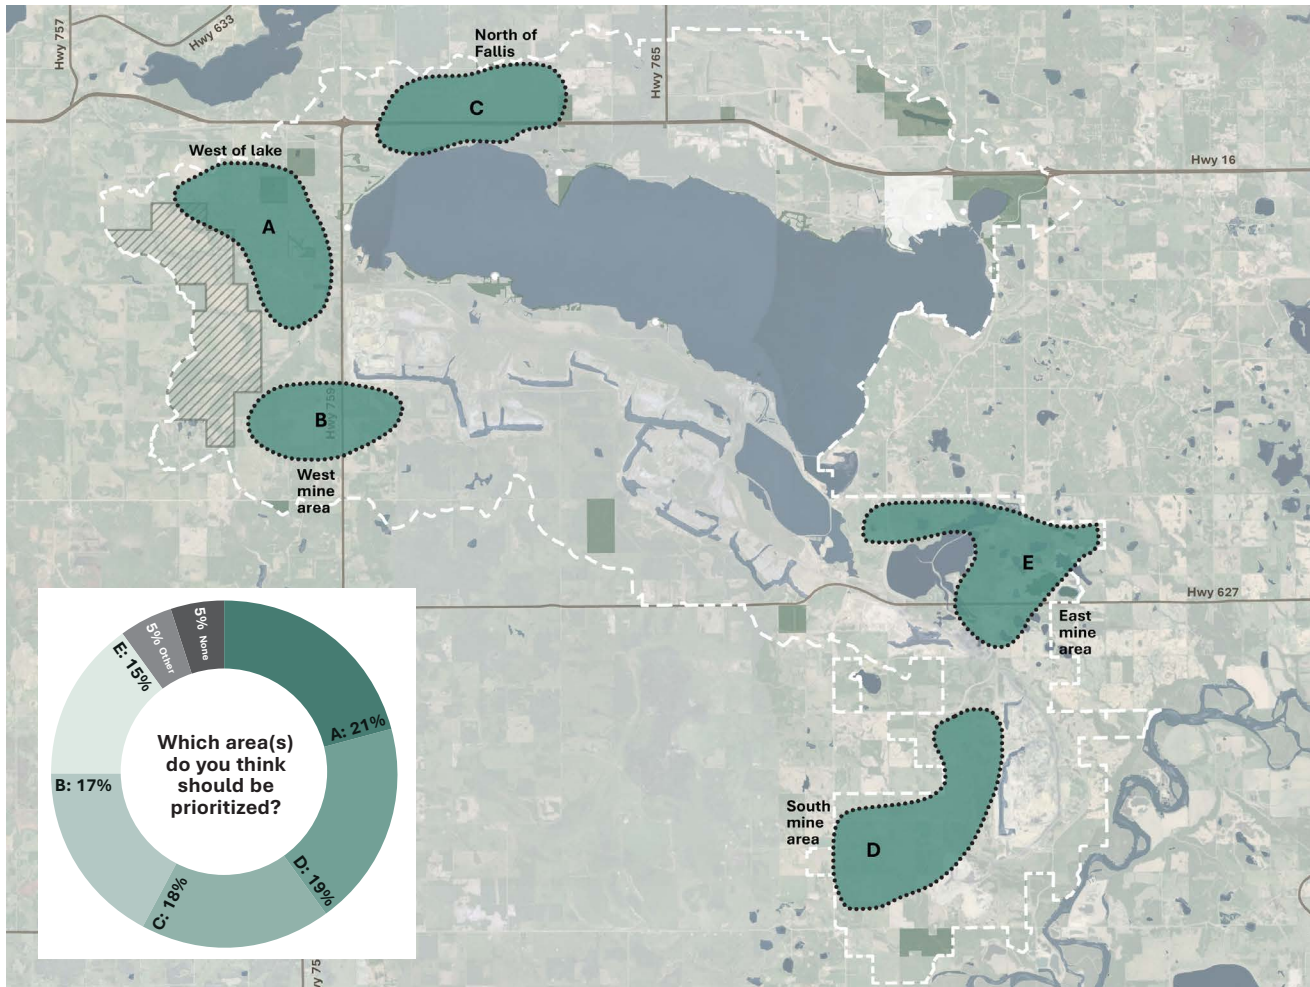 Hwy 757
Hwy 633
North of
Fallis
C
Hwy 765
Hwy 16
West of lake
A
Hwy 759
B
West
mine
area
E
Hwy 627
East
mine
area
South
mine
area
D
5% None
5% Other
E: 15%
A: 21%
Which area(s)
do you think
should be
prioritized?
B: 17%
D: 19%
C: 18%